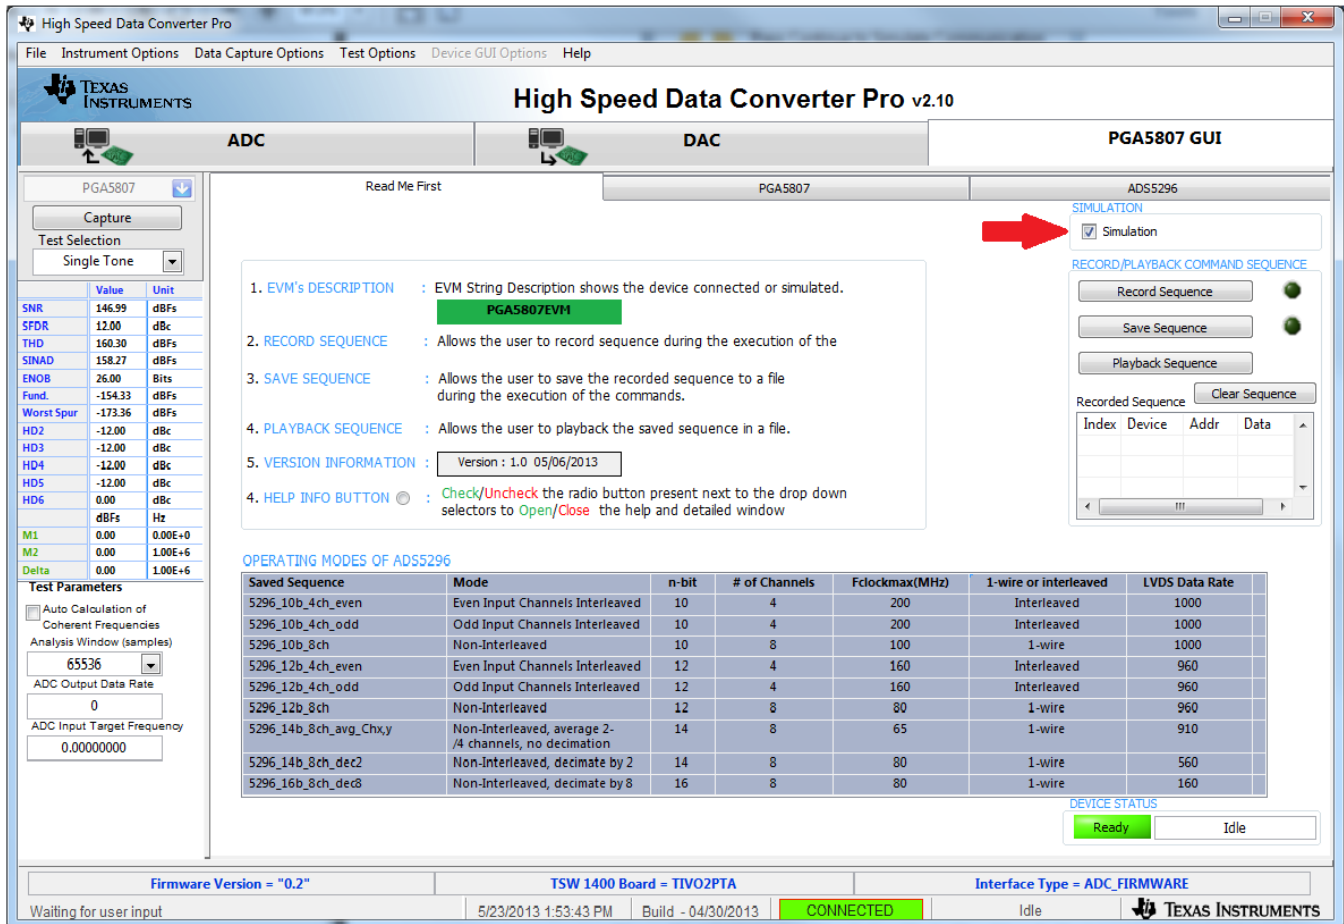 High Speed Data Converter Pro
File Instrument Options Data Capture Options Test Options Device GUI Options Help
TEXAS INSTRUMENTS
High Speed Data Converter Pro v2.10
ADC DAC PGA5807 GUI
PGA5807
Capture
Test Selection
Single Tone
Value Unit
SNR 146.99 dBFs
SFDR 12.00 dBc
THD 160.30 dBFs
SINAD 158.27 dBFs
ENOB 26.00 Bits
Fund. -154.33 dBFs
Worst Spur -173.36 dBFs
HD2 -12.00 dBc
HD3 -12.00 dBc
HD4 -12.00 dBc
HD5 -12.00 dBc
HD6 0.00 dBc
dBFs Hz
M1 0.00 0.00E+0
M2 0.00 1.00E+6
Delta 0.00 1.00E+6
Test Parameters
Auto Calculation of
Coherent Frequencies
Analysis Window (samples)
65536
ADC Output Data Rate
0
ADC Input Target Frequency
0.00000000
Read Me First PGA5807 ADS5296
SIMULATION
Simulation
1. EVM's DESCRIPTION : EVM String Description shows the device connected or simulated.
PGA5807EVM
2. RECORD SEQUENCE : Allows the user to record sequence during the execution of the
3. SAVE SEQUENCE : Allows the user to save the recorded sequence to a file
during the execution of the commands.
4. PLAYBACK SEQUENCE : Allows the user to playback the saved sequence in a file.
5. VERSION INFORMATION : Version : 1.0 05/06/2013
4. HELP INFO BUTTON : Check/Uncheck the radio button present next to the drop down
selectors to Open/Close the help and detailed window
RECORD/PLAYBACK COMMAND SEQUENCE
Record Sequence
Save Sequence
Playback Sequence
Recorded Sequence Clear Sequence
Index Device Addr Data
OPERATING MODES OF ADS5296
Saved Sequence Mode n-bit # of Channels Fclockmax(MHz) 1-wire or interleaved LVDS Data Rate
5296_10b_4ch_even Even Input Channels Interleaved 10 4 200 Interleaved 1000
5296_10b_4ch_odd Odd Input Channels Interleaved 10 4 200 Interleaved 1000
5296_10b_8ch Non-Interleaved 10 8 100 1-wire 1000
5296_12b_4ch_even Even Input Channels Interleaved 12 4 160 Interleaved 960
5296_12b_4ch_odd Odd Input Channels Interleaved 12 4 160 Interleaved 960
5296_12b_8ch Non-Interleaved 12 8 80 1-wire 960
5296_14b_8ch_avg_Chx,y Non-Interleaved, average 2- 14 8 65 1-wire 910
/4 channels, no decimation
5296_14b_8ch_dec2 Non-Interleaved, decimate by 2 14 8 80 1-wire 560
5296_16b_8ch_dec8 Non-Interleaved, decimate by 8 16 8 80 1-wire 160
DEVICE STATUS
Ready Idle
Firmware Version = "0.2" TSW 1400 Board = TIVO2PTA Interface Type = ADC_FIRMWARE
Waiting for user input 5/23/2013 1:53:43 PM Build - 04/30/2013 CONNECTED Idle TEXAS INSTRUMENTS